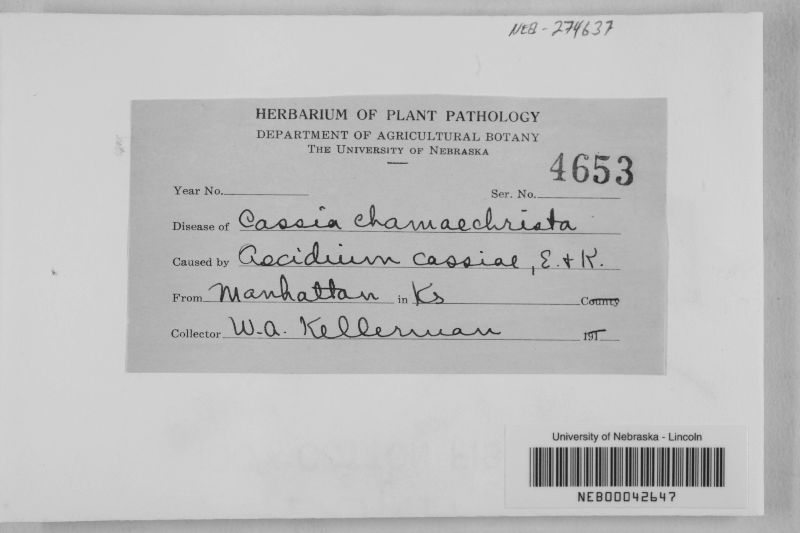 NEB-274637
HERBARIUM OF PLANT PATHOLOGY
DEPARTMENT OF AGRICULTURAL BOTANY
THE UNIVERSITY OF NEBRASKA
4653
Year No.
Ser. No.
Disease of Cassia chamaechrista
Caused by Aecidium cassiae, E. + K.
From Manhattan in Ks County
Collector W.A. Kellerman 191
University of Nebraska - Lincoln
NEB00042647